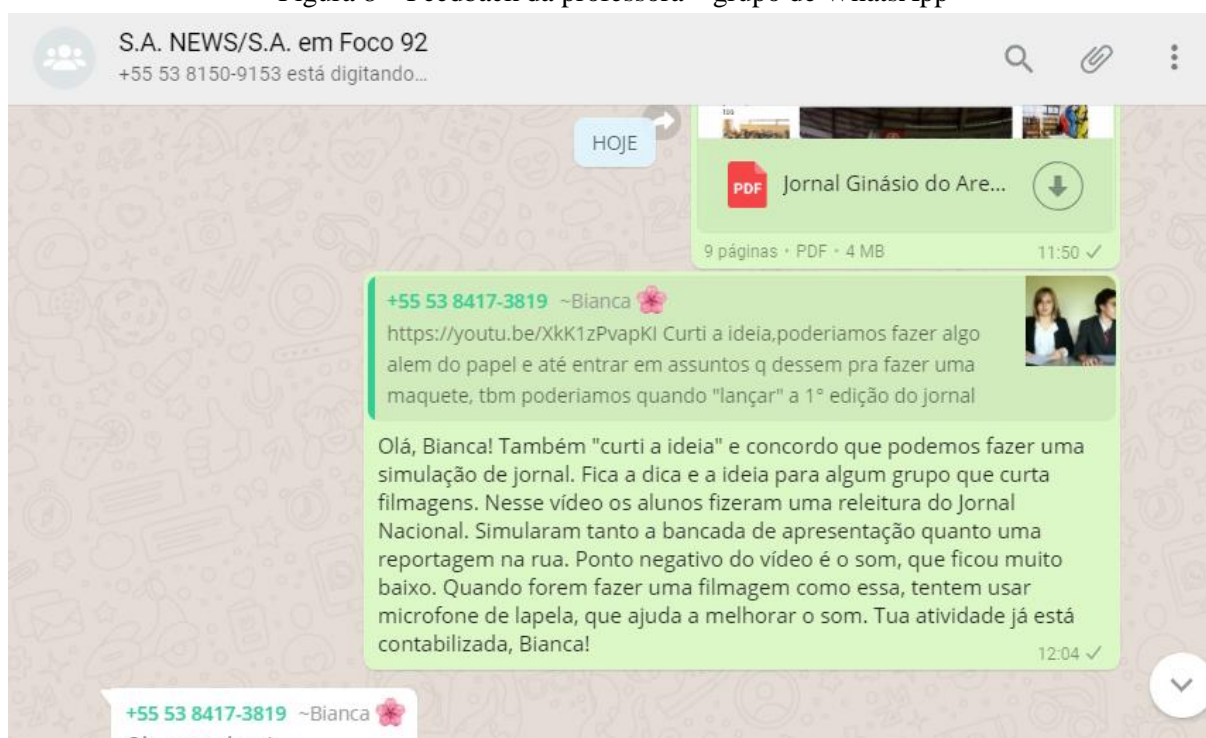 Figura 8 – Feedback da professora – grupo de WhatsApp
S.A. NEWS/S.A. em Foco 92
+55 53 8150-9153 está digitando...
HOJE
PDF
Jornal Ginásio do Are...
9 páginas • PDF • 4 MB
11:50
+55 53 8417-3819 ~Bianca
https://youtu.be/XkK1zPvapKI Curti a ideia,poderiamos fazer algo
alem do papel e até entrar em assuntos q dessem pra fazer uma
maquete, tbm poderiamos quando "lançar" a 1° edição do jornal
Olá, Bianca! Também "curti a ideia" e concordo que podemos fazer uma
simulação de jornal. Fica a dica e a ideia para algum grupo que curta
filmagens. Nesse vídeo os alunos fizeram uma releitura do Jornal
Nacional. Simularam tanto a bancada de apresentação quanto uma
reportagem na rua. Ponto negativo do vídeo é o som, que ficou muito
baixo. Quando forem fazer uma filmagem como essa, tentem usar
microfone de lapela, que ajuda a melhorar o som. Tua atividade já está
contabilizada, Bianca!
12:04
+55 53 8417-3819 ~Bianca